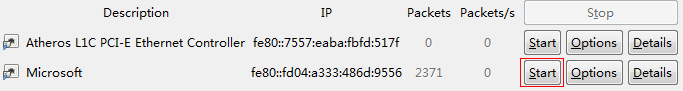 Description IP Packets Packets/s Stop
Atheros L1C PCI-E Ethernet Controller fe80::7557:eaba:fbfd:517f 0 0 Start Options Details
Microsoft fe80::fd04:a333:486d:9556 2371 0 Start Options Details